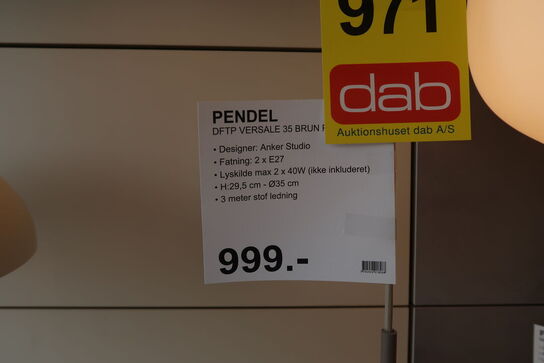 971
dab
Auktionshuset dab A/S
PENDEL
DFTP VERSALE 35 BRUN
• Designer: Anker Studio
• Fatning: 2 x E27
• Lyskilde max 2 x 40W (ikke inkluderet)
• H:29,5 cm - Ø35 cm
• 3 meter stof ledning
999.-